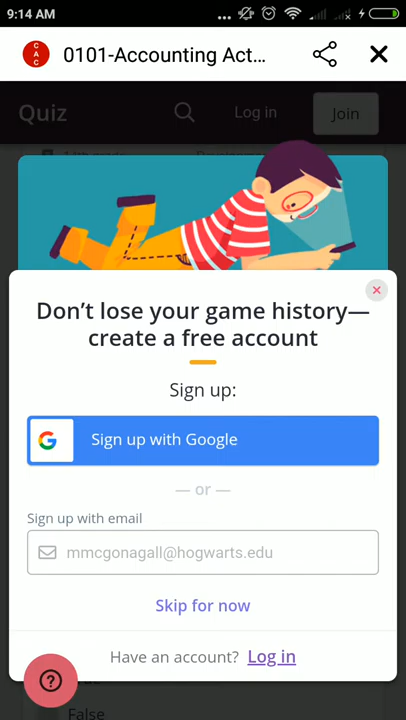 9:14 AM
C
A
C
0101-Accounting Act...
Quiz
Log in
Join
Don't lose your game history—
create a free account
Sign up:
G
Sign up with Google
— or —
Sign up with email
mmcgonagall@hogwarts.edu
Skip for now
Have an account? Log in
?
False